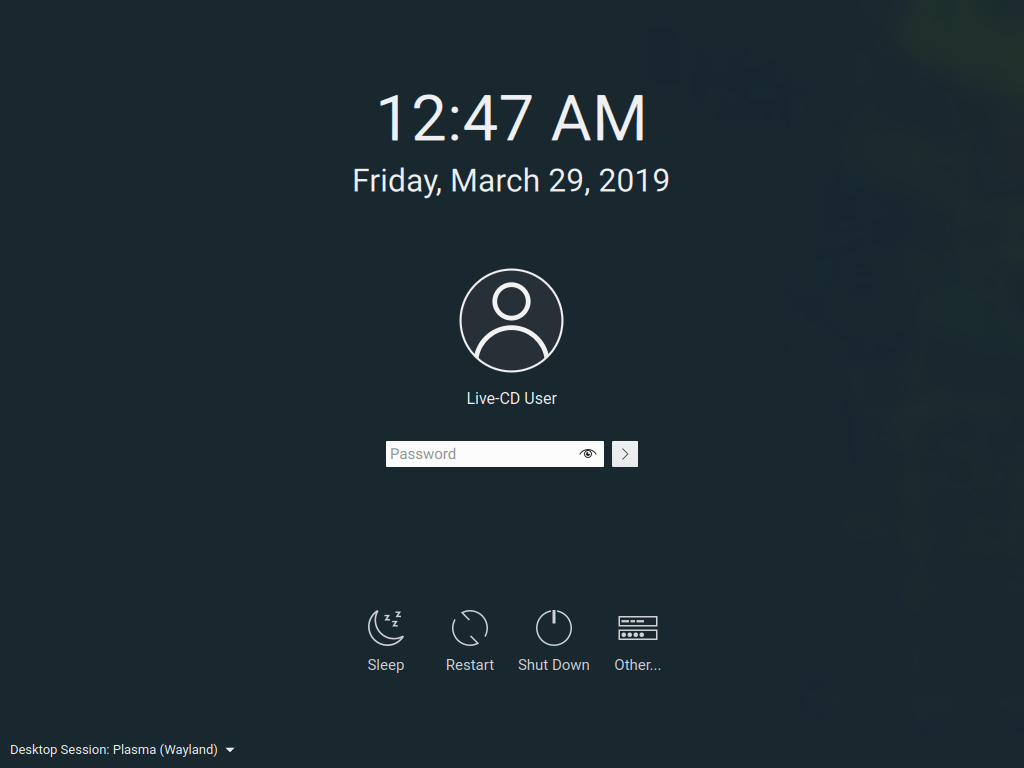 12:47 AM
Friday, March 29, 2019
Live-CD User
Password
Sleep
Restart
Shut Down
Other...
Desktop Session: Plasma (Wayland)